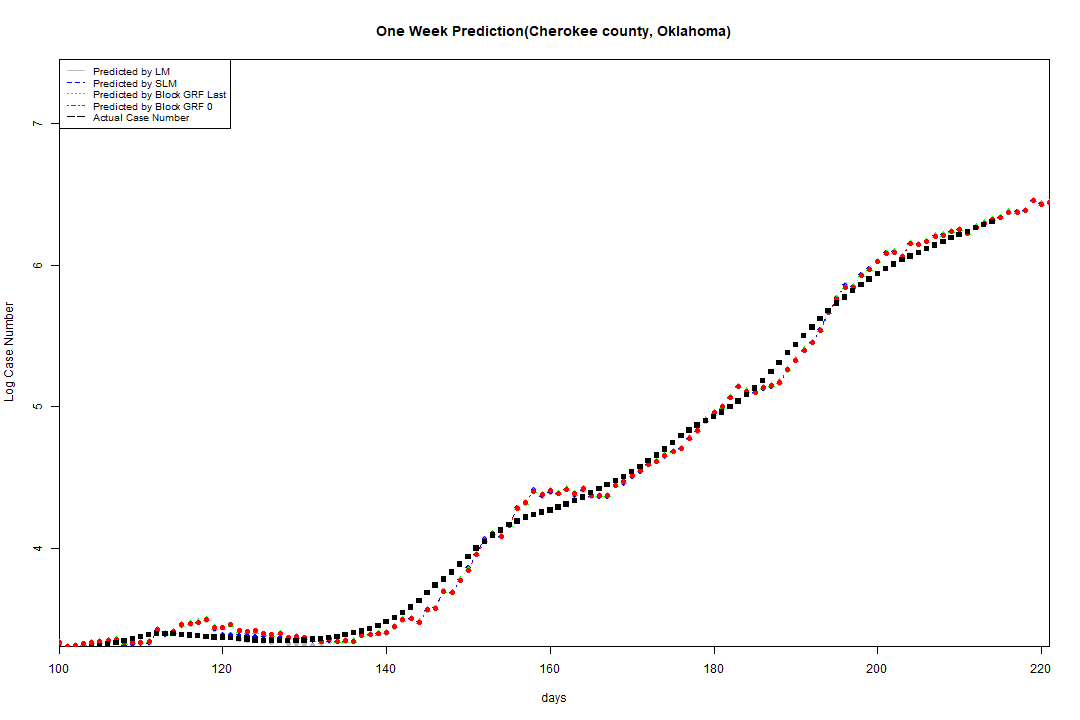 One Week Prediction(Cherokee county, Oklahoma)
Predicted by LM
Predicted by SLM
Predicted by Block GRF Last
Predicted by Block GRF 0
Actual Case Number
7
6
5
4
Log Case Number
100 120 140 160 180 200 220
days